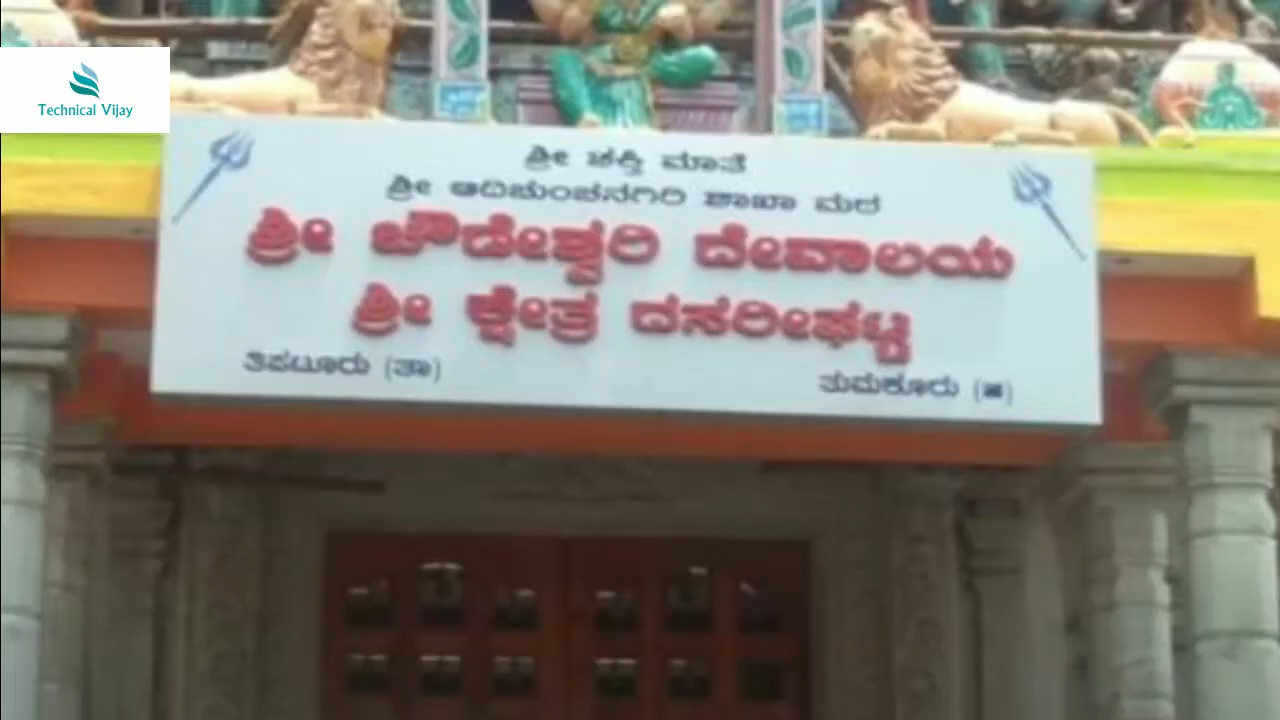 Technical Vijay
ಶ್ರೀ ಶಕ್ತಿ ಮಾತೆ
ಶ್ರೀ ಆದಿಚುಂಚನಗಿರಿ ಶಾಖಾ ಮಠ
ಶ್ರೀ ಚೌಡೇಶ್ವರಿ ದೇವಾಲಯ
ಶ್ರೀ ಕ್ಷೇತ್ರ ದಸರೀಘಟ್ಟ
ತಿಪಟೂರು (ತಾ)
ತುಮಕೂರು (ಜಿ)